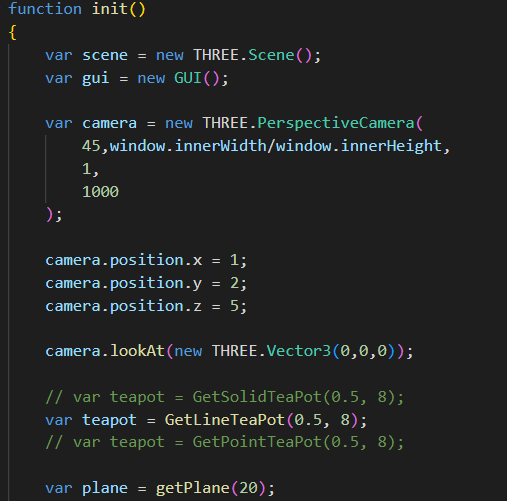 function init()
{
    var scene = new THREE.Scene();
    var gui = new GUI();

    var camera = new THREE.PerspectiveCamera(
        45,window.innerWidth/window.innerHeight,
        1,
        1000
    );

    camera.position.x = 1;
    camera.position.y = 2;
    camera.position.z = 5;

    camera.lookAt(new THREE.Vector3(0,0,0));

    // var teapot = GetSolidTeaPot(0.5, 8);
    var teapot = GetLineTeaPot(0.5, 8);
    // var teapot = GetPointTeaPot(0.5, 8);

    var plane = getPlane(20);